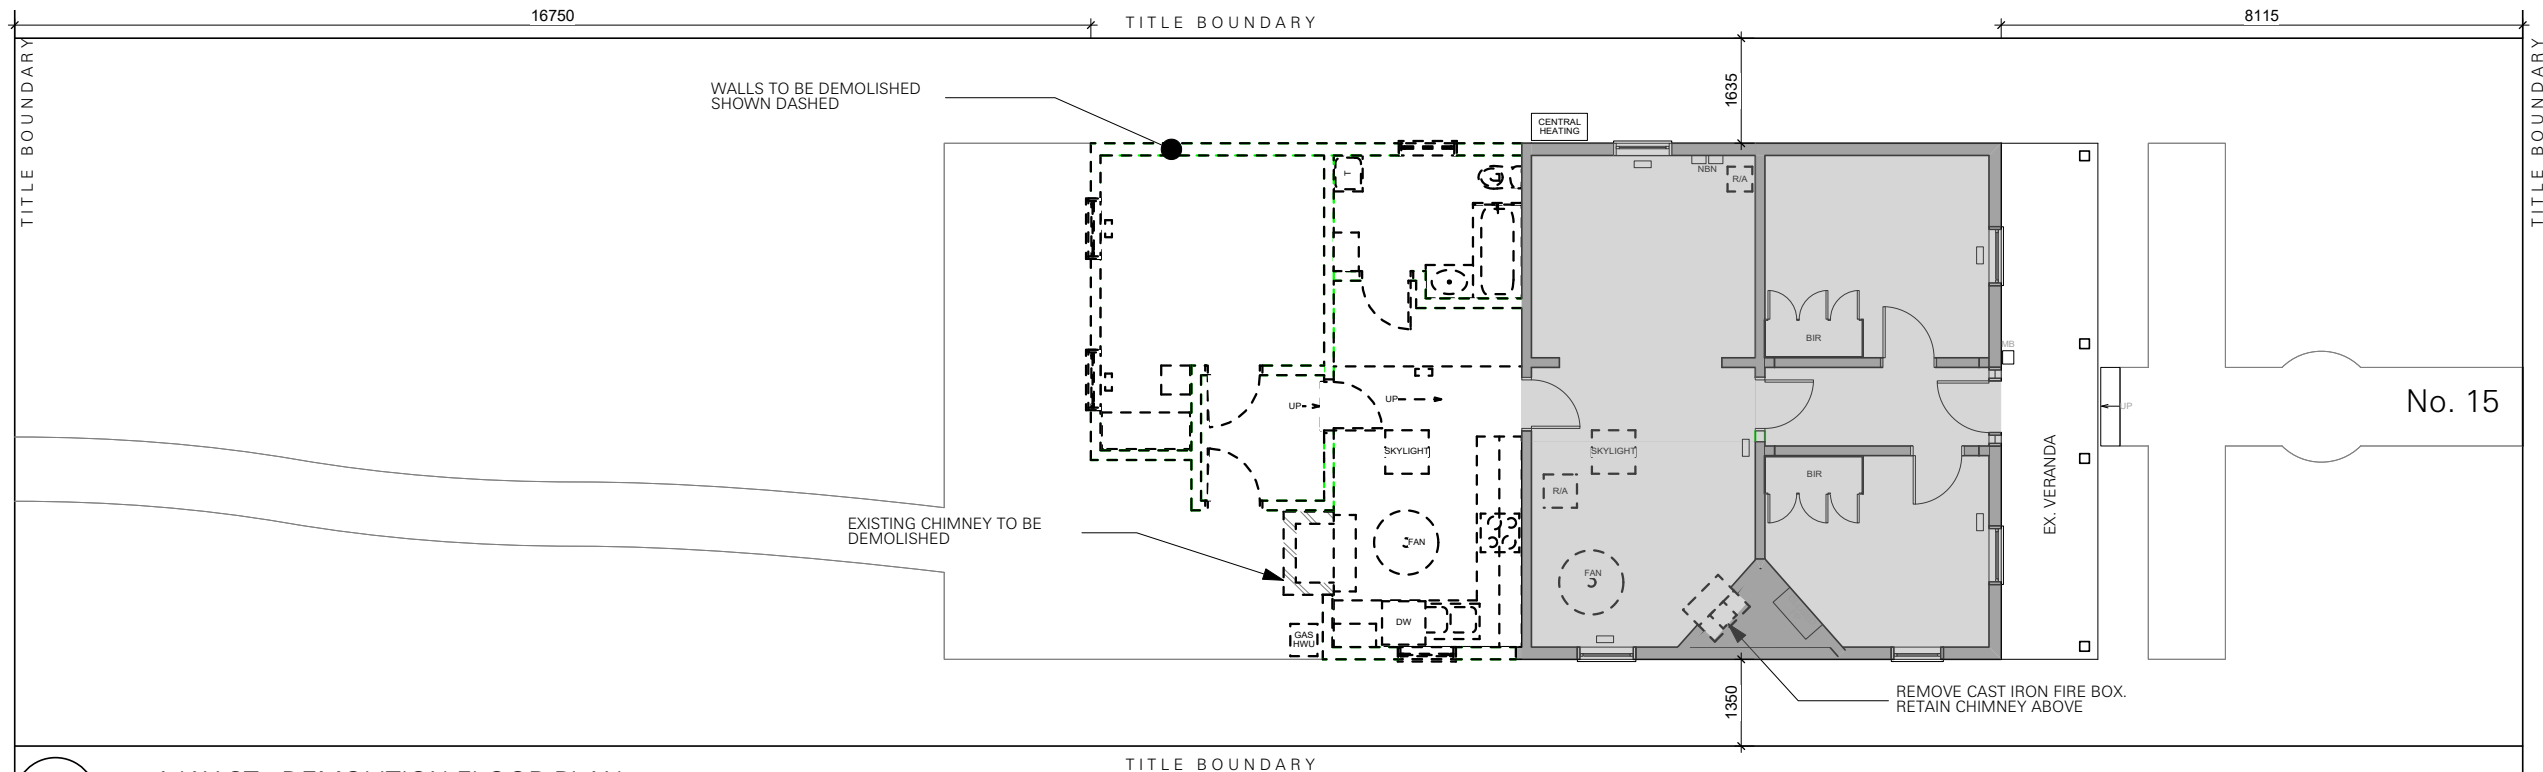 16750
TITLE BOUNDARY
8115
TITLE BOUNDARY
TITLE BOUNDARY
WALLS TO BE DEMOLISHED
SHOWN DASHED
1635
CENTRAL
HEATING
T
NBN
R/A
BIR
MB
UP
UP
UP
No. 15
SKYLIGHT
SKYLIGHT
R/A
BIR
EX. VERANDA
EXISTING CHIMNEY TO BE
DEMOLISHED
FAN
FAN
GAS
HWU
DW
1350
REMOVE CAST IRON FIRE BOX.
RETAIN CHIMNEY ABOVE
TITLE BOUNDARY